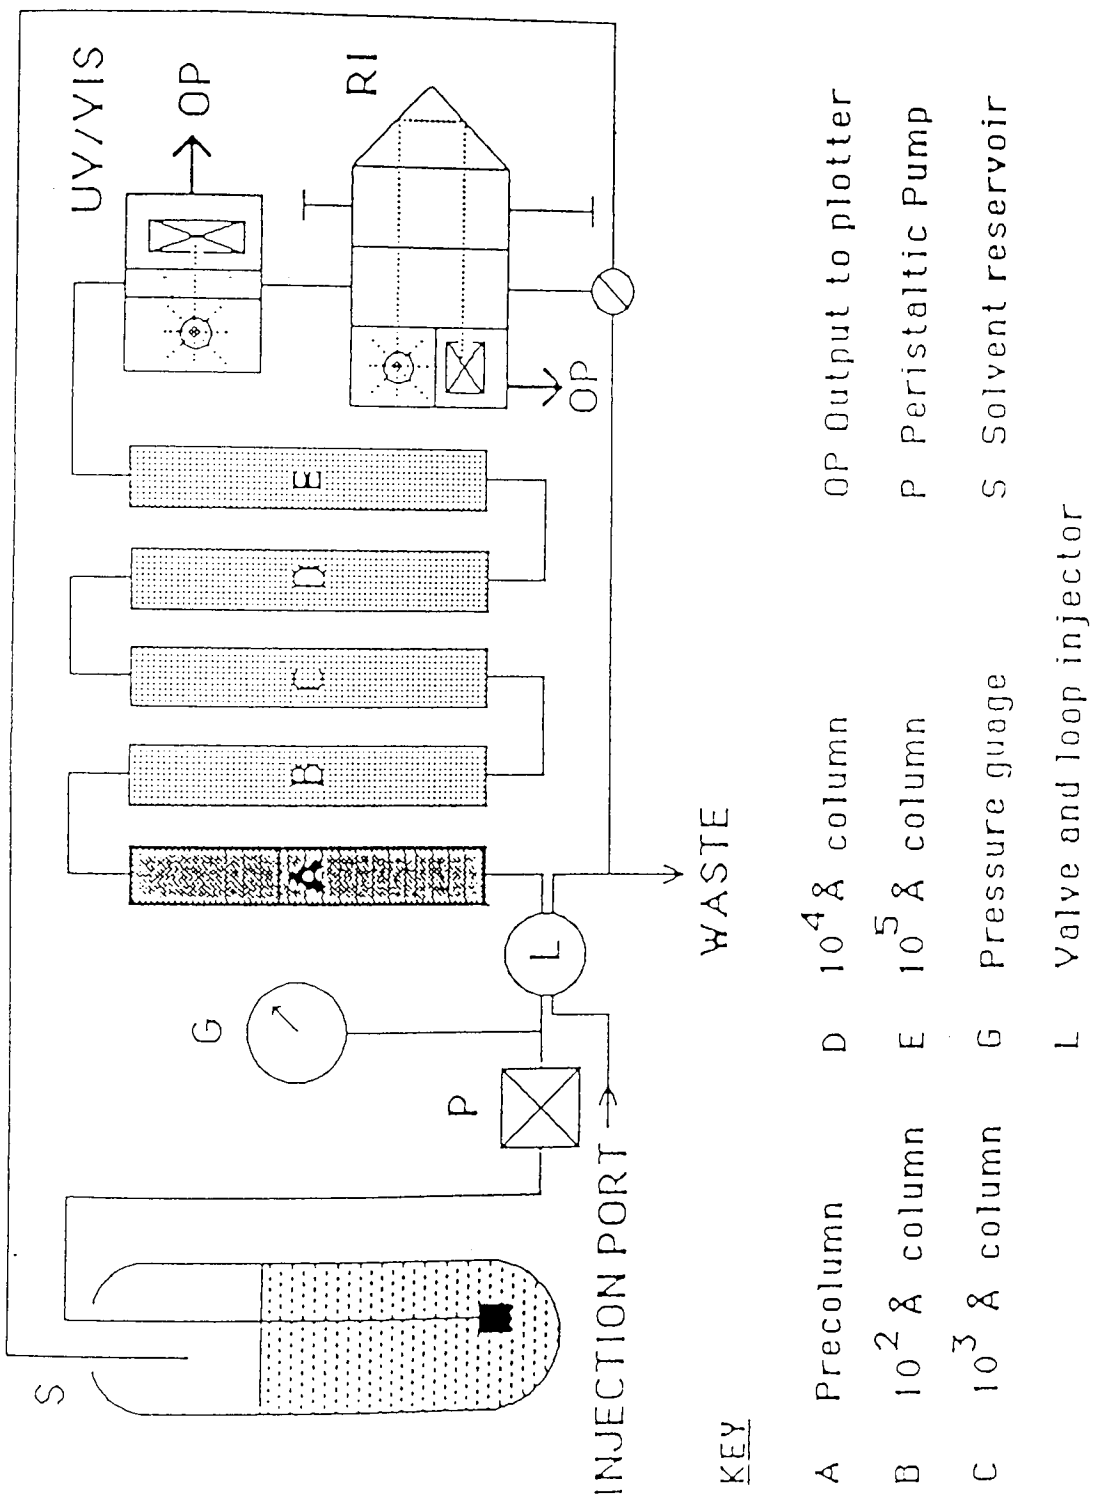 UV/VIS
OP
RI
OP
S
G
P
L
A
B
C
D
E
INJECTION PORT
WASTE
KEY
A Precolumn
B 10² Å column
C 10³ Å column
D 10⁴ Å column
E 10⁵ Å column
G Pressure guage
L Valve and loop injector
OP Output to plotter
P Peristaltic Pump
S Solvent reservoir